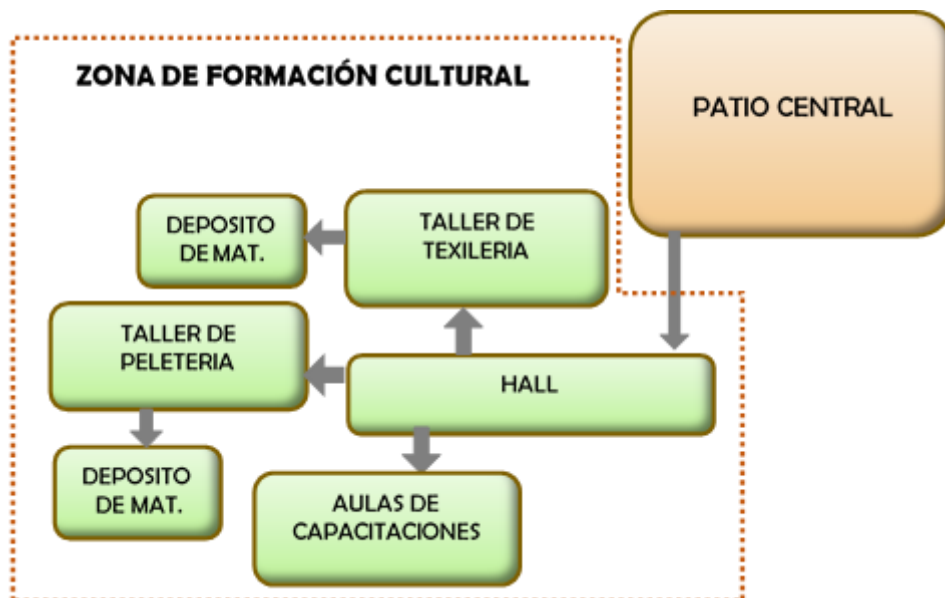 ZONA DE FORMACIÓN CULTURAL
PATIO CENTRAL
DEPOSITO
DE MAT.
TALLER DE
TEXILERIA
TALLER DE
PELETERIA
HALL
DEPOSITO
DE MAT.
AULAS DE
CAPACITACIONES